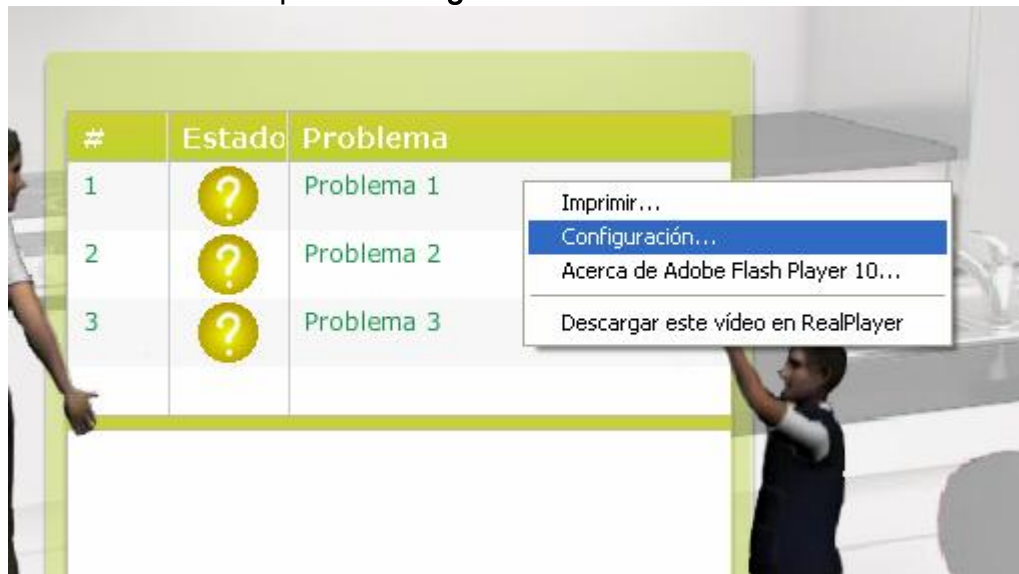 # Estado Problema
1 ? Problema 1
2 ? Problema 2
3 ? Problema 3
Imprimir...
Configuración...
Acerca de Adobe Flash Player 10...
Descargar este vídeo en RealPlayer